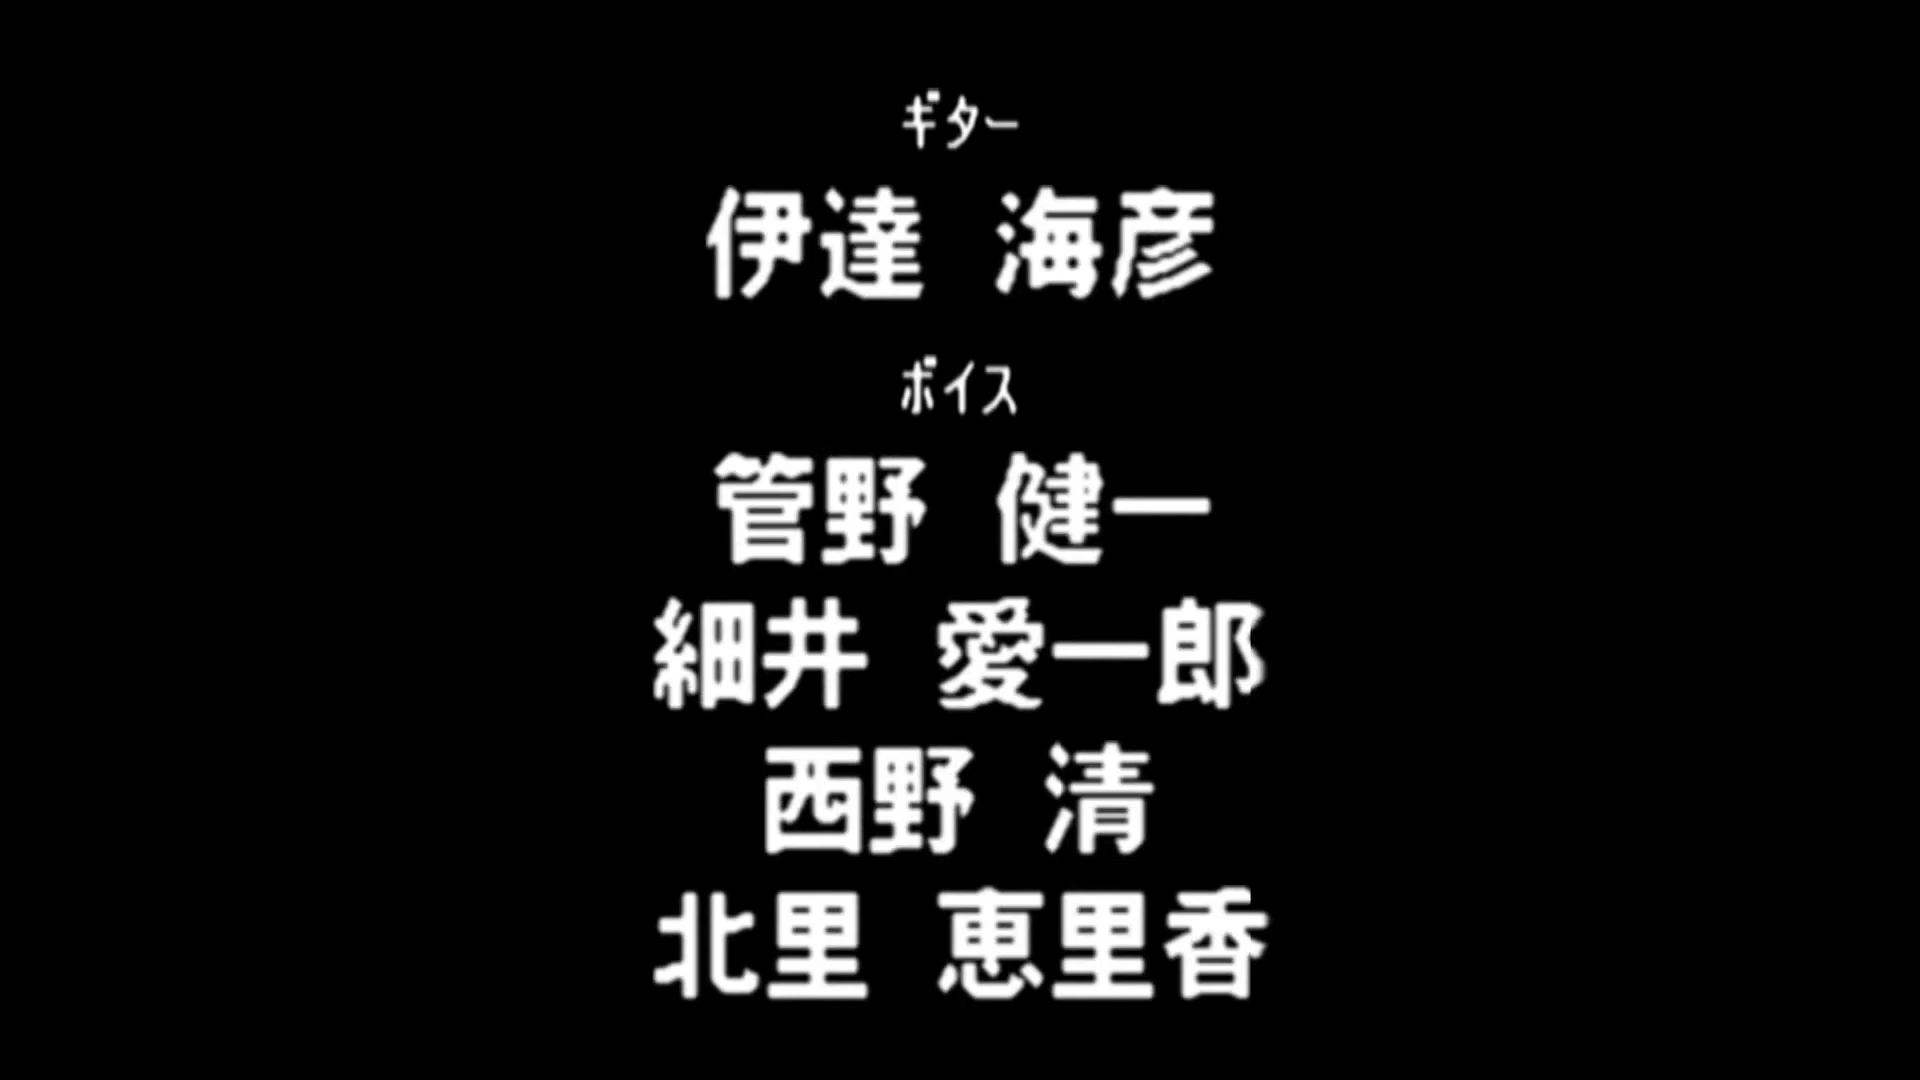 ギター
伊達 海彦
ボイス
管野 健一
細井 愛一郎
西野 清
北里 恵里香